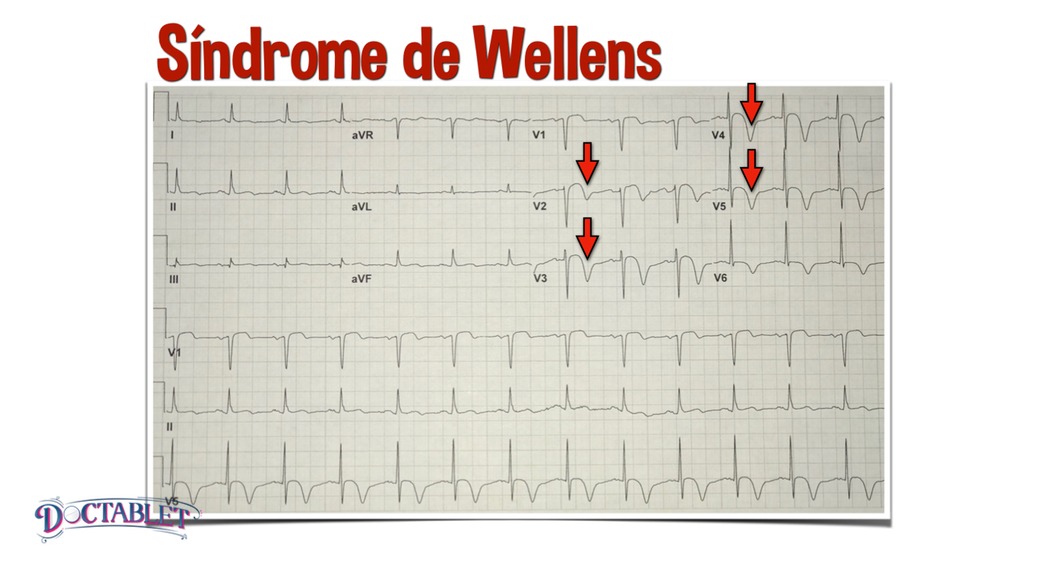 Síndrome de Wellens
I aVR V1 V4
II aVL V2 V5
III aVF V3 V6
V1
II
V5
DOCTABLET